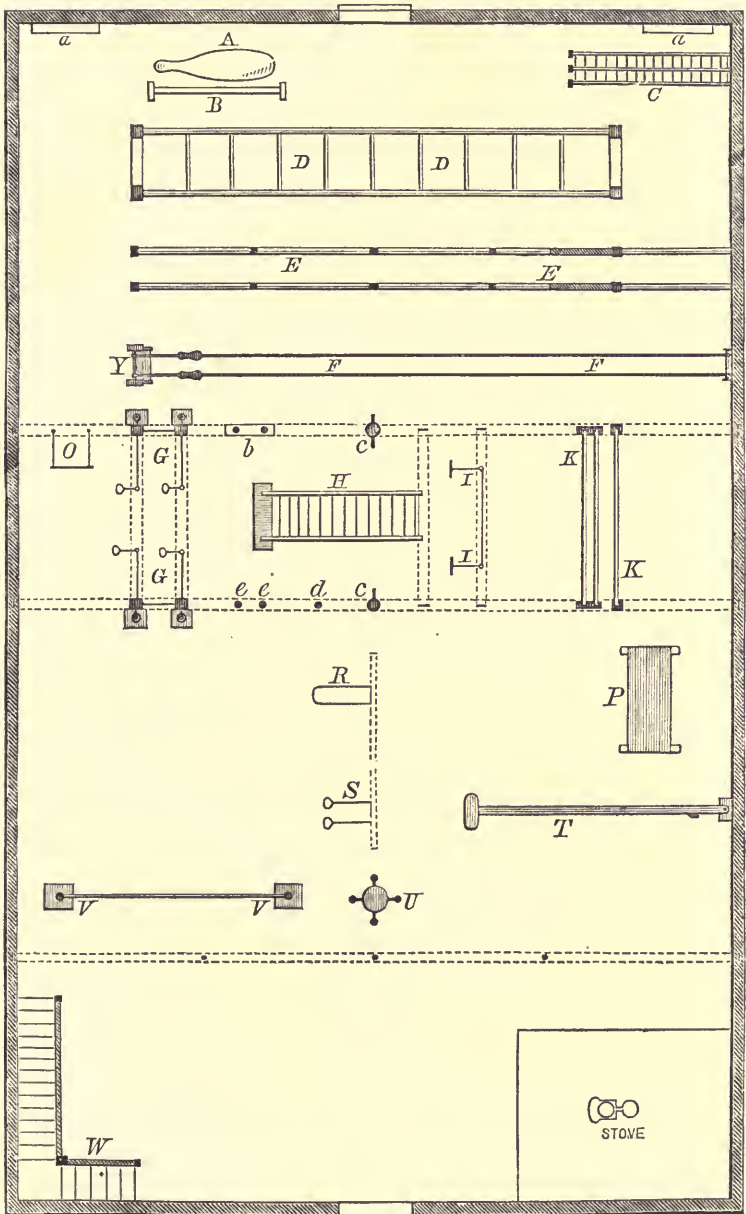 a A a
B C
D D
E E
Y F F
O G b c K
H I
G I K
e e d c
R P
S T
V V U
W STOVE